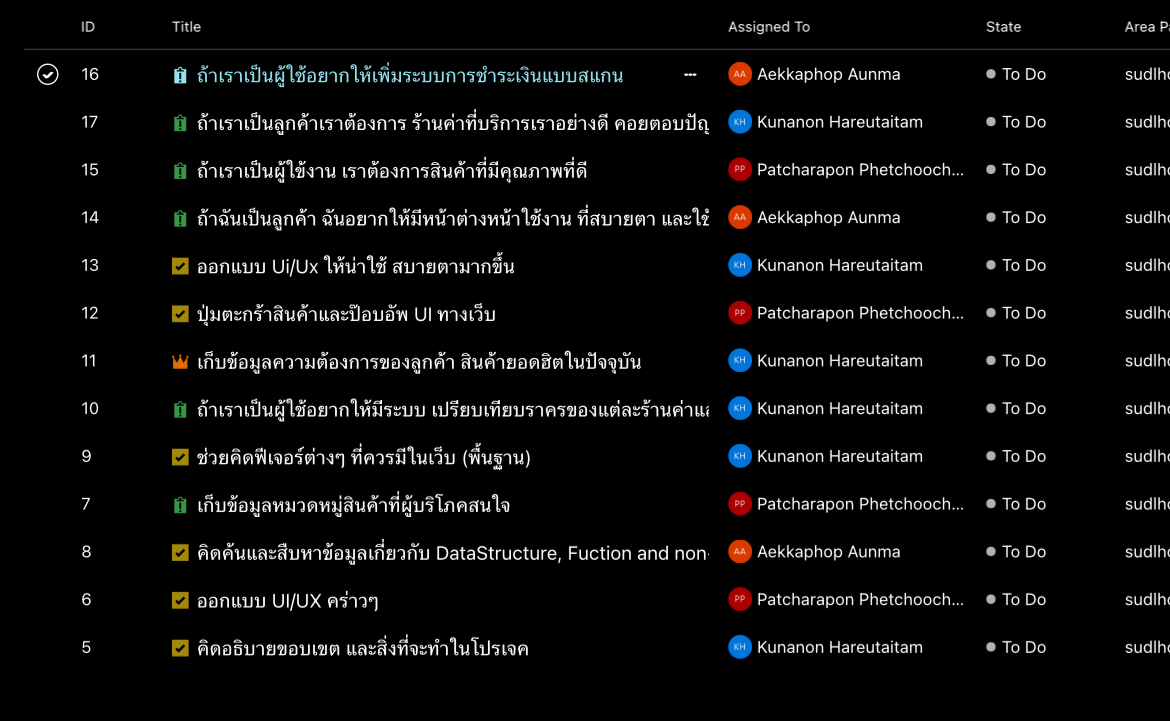 ID Title Assigned To State Area Pa
16 ถ้าเราเป็นผู้ใช้อยากให้เพิ่มระบบการชำระเงินแบบสแกน ... AA Aekkaphop Aunma To Do sudlho
17 ถ้าเราเป็นลูกค้าเราต้องการ ร้านค่าที่บริการเราอย่างดี คอยตอบปัญ KH Kunanon Hareutaitam To Do sudlho
15 ถ้าเราเป็นผู้ใข้งาน เราต้องการสินค้าที่มีคุณภาพที่ดี PP Patcharapon Phetchooch... To Do sudlho
14 ถ้าฉันเป็นลูกค้า ฉันอยากให้มีหน้าต่างหน้าใช้งาน ที่สบายตา และใช้ AA Aekkaphop Aunma To Do sudlho
13 ออกแบบ Ui/Ux ให้น่าใช้ สบายตามากขึ้น KH Kunanon Hareutaitam To Do sudlho
12 ปุ่มตะกร้าสินค้าและป๊อบอัพ UI ทางเว็บ PP Patcharapon Phetchooch... To Do sudlho
11 เก็บข้อมูลความต้องการของลูกค้า สินค้ายอดฮิตในปัจจุบัน KH Kunanon Hareutaitam To Do sudlho
10 ถ้าเราเป็นผู้ใช้อยากให้มีระบบ เปรียบเทียบราครของแต่ละร้านค่าแล KH Kunanon Hareutaitam To Do sudlho
9 ช่วยคิดฟีเจอร์ต่างๆ ที่ควรมีในเว็บ (พื้นฐาน) KH Kunanon Hareutaitam To Do sudlho
7 เก็บข้อมูลหมวดหมู่สินค้าที่ผู้บริโภคสนใจ PP Patcharapon Phetchooch... To Do sudlho
8 คิดค้นและสืบหาข้อมูลเกี่ยวกับ DataStructure, Fuction and non- AA Aekkaphop Aunma To Do sudlho
6 ออกแบบ UI/UX คร่าวๆ PP Patcharapon Phetchooch... To Do sudlho
5 คิดอธิบายขอบเขต และสิ่งที่จะทำในโปรเจค KH Kunanon Hareutaitam To Do sudlho